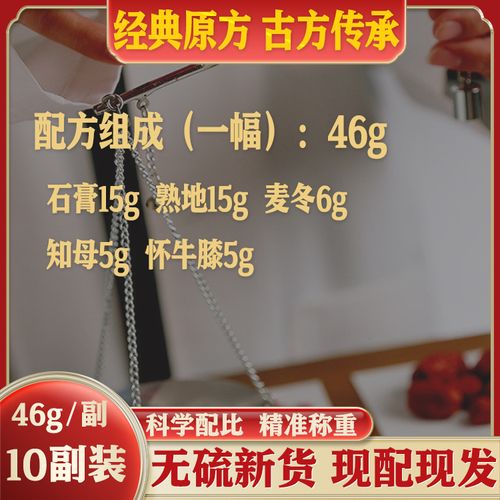 经典原方 古方传承
配方组成（一幅）：46g
石膏15g 熟地15g 麦冬6g
知母5g 怀牛膝5g
46g/副
科学配比 精准称重
10副装
无硫新货 现配现发